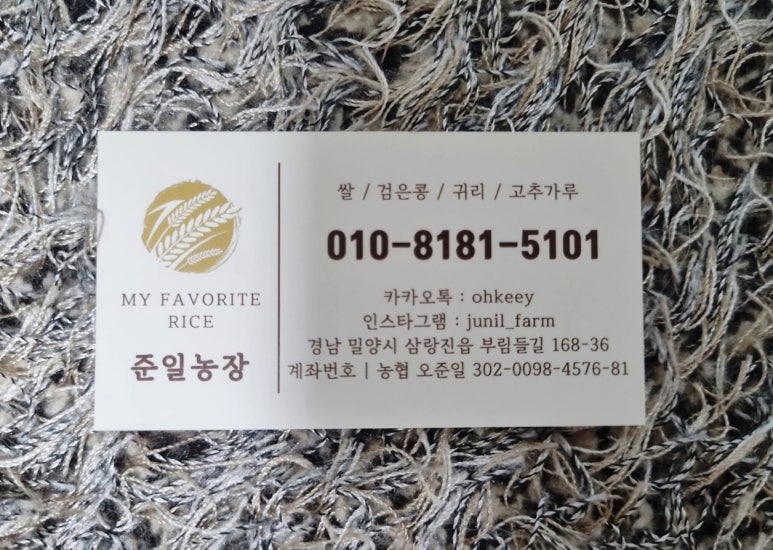 MY FAVORITE
RICE
준일농장
쌀 / 검은콩 / 귀리 / 고추가루
010-8181-5101
카카오톡 : ohkeey
인스타그램 : junil_farm
경남 밀양시 삼랑진읍 부림들길 168-36
계좌번호 | 농협 오준일 302-0098-4576-81